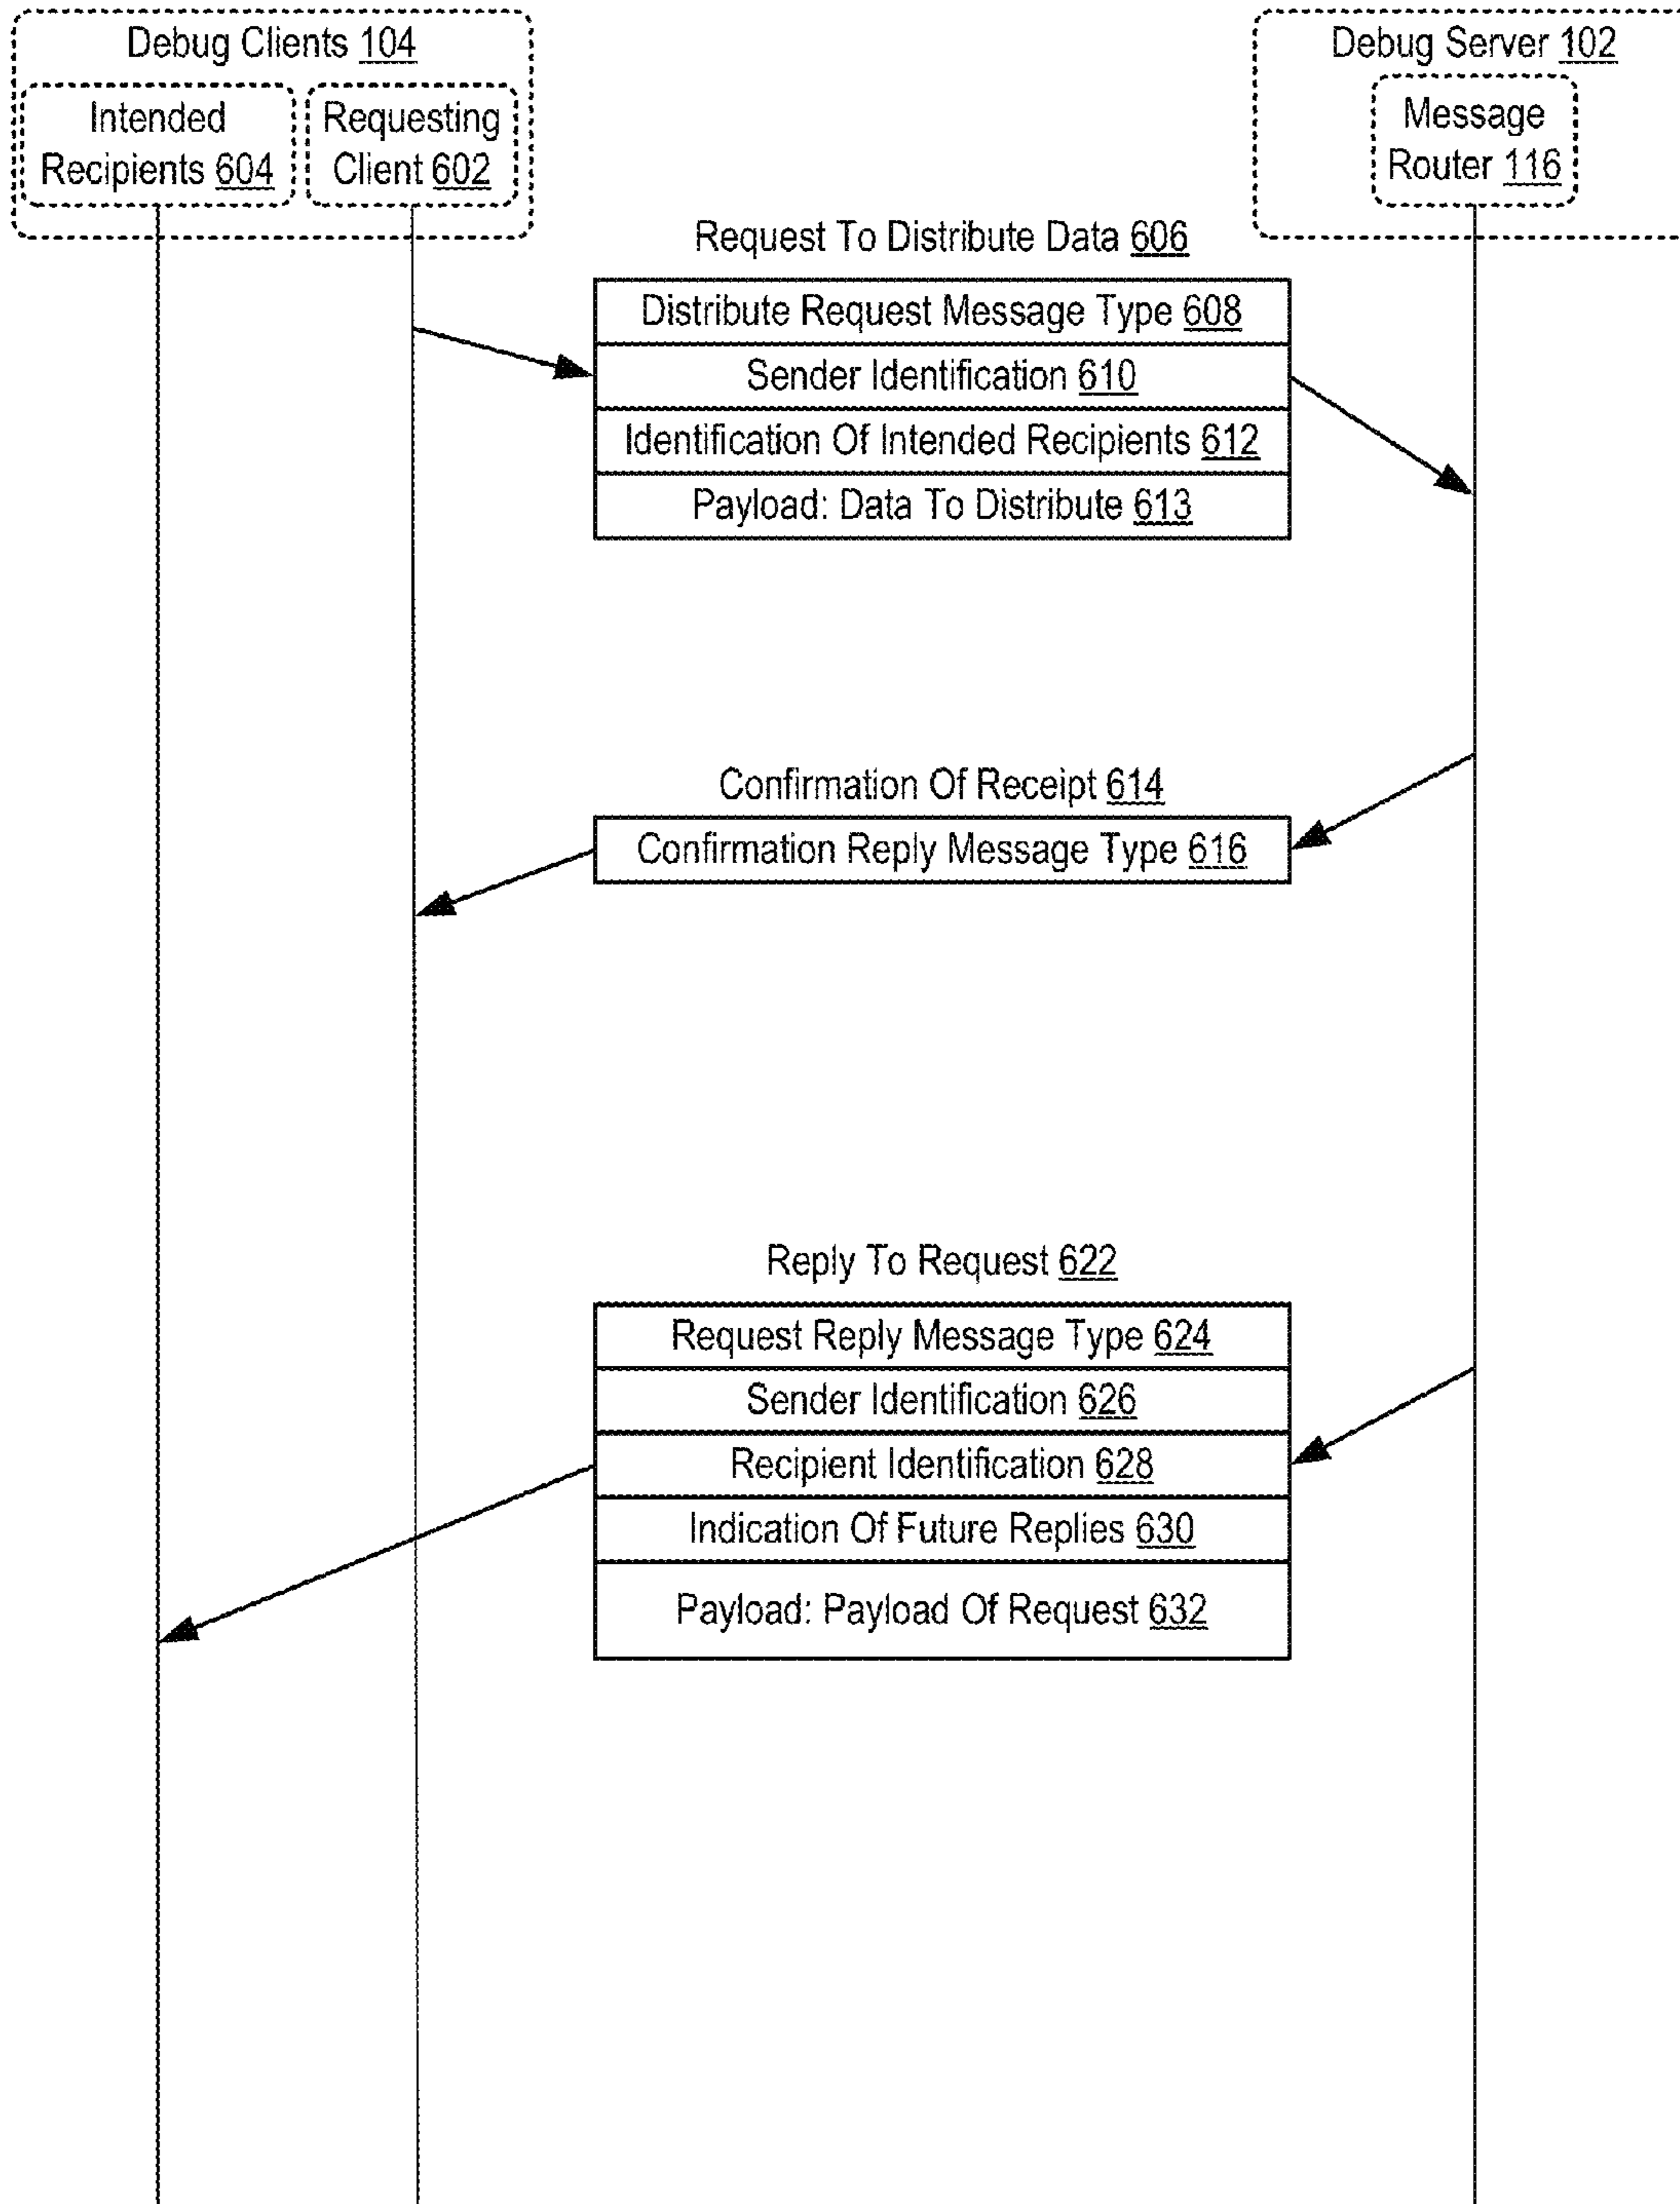 Debug Clients 104
Intended
Recipients 604
Requesting
Client 602
Debug Server 102
Message
Router 116
Request To Distribute Data 606
Distribute Request Message Type 608
Sender Identification 610
Identification Of Intended Recipients 612
Payload: Data To Distribute 613
Confirmation Of Receipt 614
Confirmation Reply Message Type 616
Reply To Request 622
Request Reply Message Type 624
Sender Identification 626
Recipient Identification 628
Indication Of Future Replies 630
Payload: Payload Of Request 632